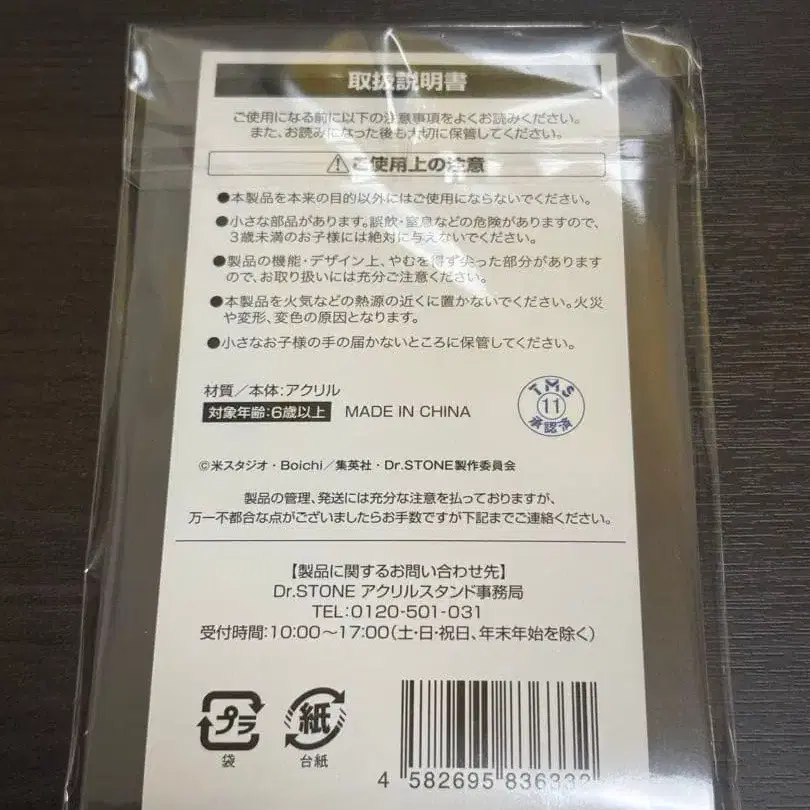 取扱説明書
ご使用になる前に以下の注意事項をよくお読みください。
また、お読みになった後も大切に保管してください。
⚠ご使用上の注意
●本製品を本来の目的以外にはご使用にならないでください。
●小さな部品があります。誤飲・窒息などの危険がありますので、
3歳未満のお子様には絶対に与えないでください。
●製品の機能・デザイン上、やむを得ず尖った部分があります
ので、お取り扱いには充分ご注意ください。
●本製品を火気などの熱源の近くに置かないでください。火災
や変形、変色の原因となります。
●小さなお子様の手の届かないところに保管してください。
材質／本体：アクリル
対象年齢：6歳以上 MADE IN CHINA
TMS
11
承認済
©米スタジオ・Boichi／集英社・Dr.STONE製作委員会
製品の管理、発送には充分な注意を払っておりますが、
万一不都合な点がございましたらお手数ですが下記までご連絡ください。
【製品に関するお問い合わせ先】
Dr.STONE アクリルスタンド事務局
TEL：0120-501-031
受付時間：10:00～17:00（土・日・祝日、年末年始を除く）
プラ
袋
紙
台紙
4 582695 836332